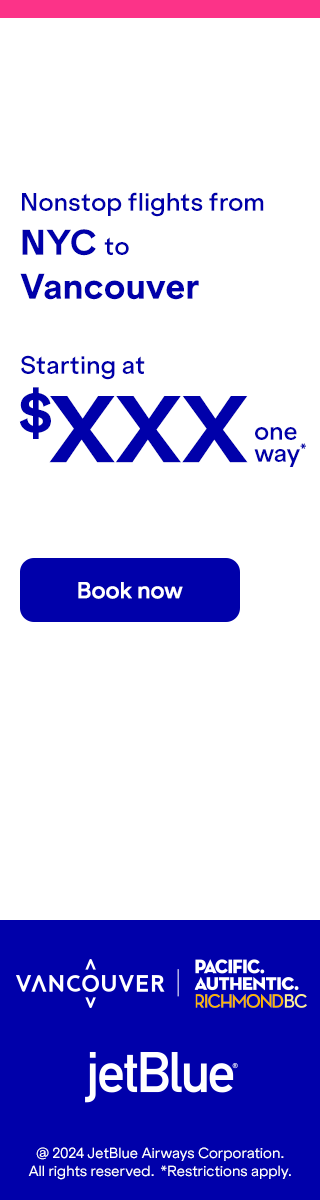 Nonstop flights from
NYC to
Vancouver
Starting at
$XXX one way*
Book now
VANCOUVER
PACIFIC.
AUTHENTIC.
RICHMONDBC
jetBlue®
@ 2024 JetBlue Airways Corporation.
All rights reserved. *Restrictions apply.